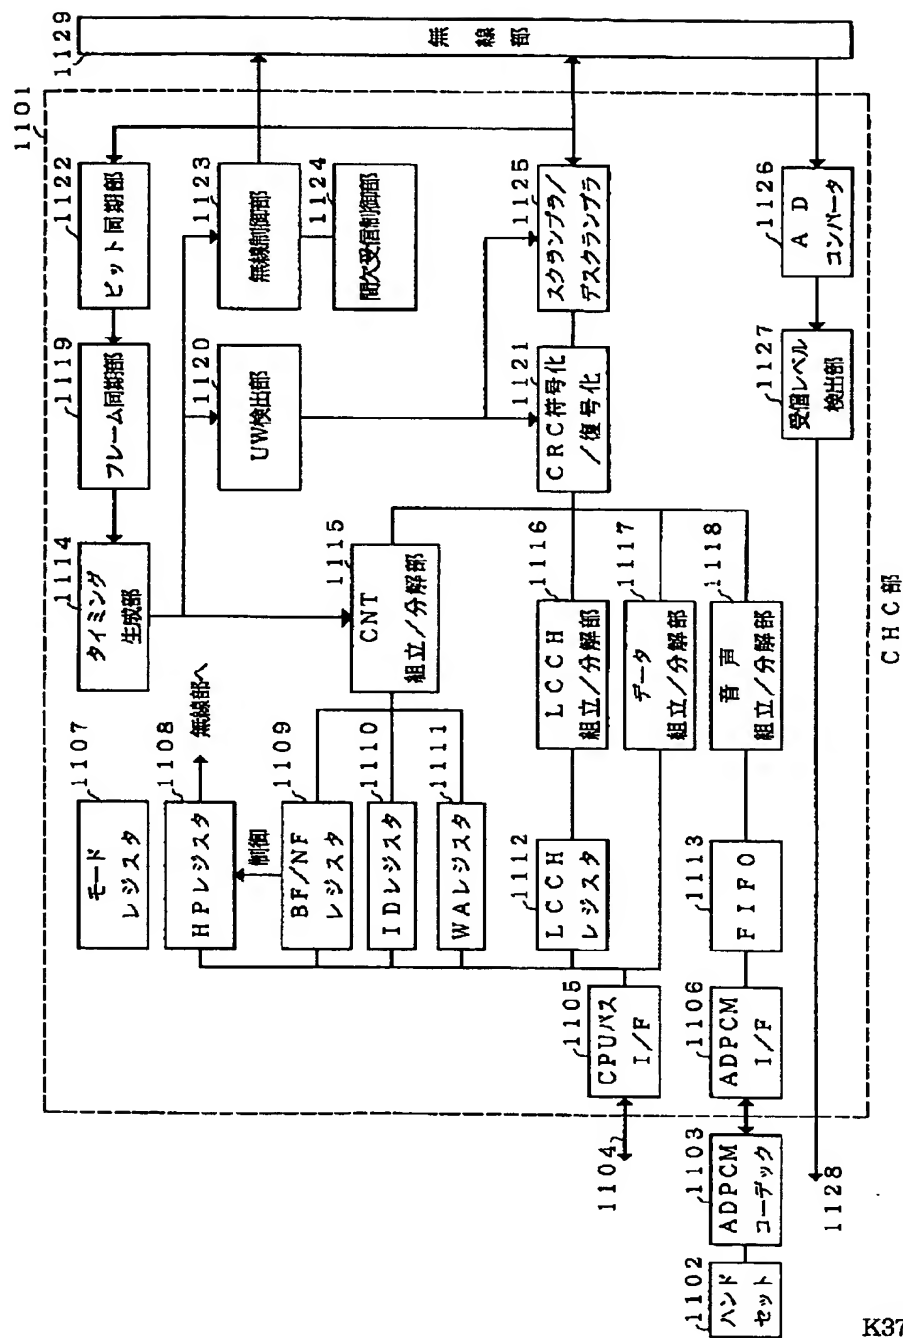 1101
1129
無線部
1122
ビット同期部
1119
フレーム同期部
1114
タイミング
生成部
1123
無線制御部
1124
間欠受信制御部
1120
UW検出部
1125
スクランブラ/
デスクランブラ
1121
CRC符号化
/復号化
1126
AD
コンバータ
1127
受信レベル
検出部
1115
CNT
組立/分解部
1116
LCCH
組立/分解部
1117
データ
組立/分解部
1118
音声
組立/分解部
1107
モード
レジスタ
1108
HPレジスタ
無線部へ
制御
1109
BF/NF
レジスタ
1110
IDレジスタ
1111
WAレジスタ
1112
LCCH
レジスタ
1113
FIFO
1105
CPUバス
I/F
1106
ADPCM
I/F
1104
1103
ADPCM
コーデック
1102
ハンド
セット
1128
CHC部
K37